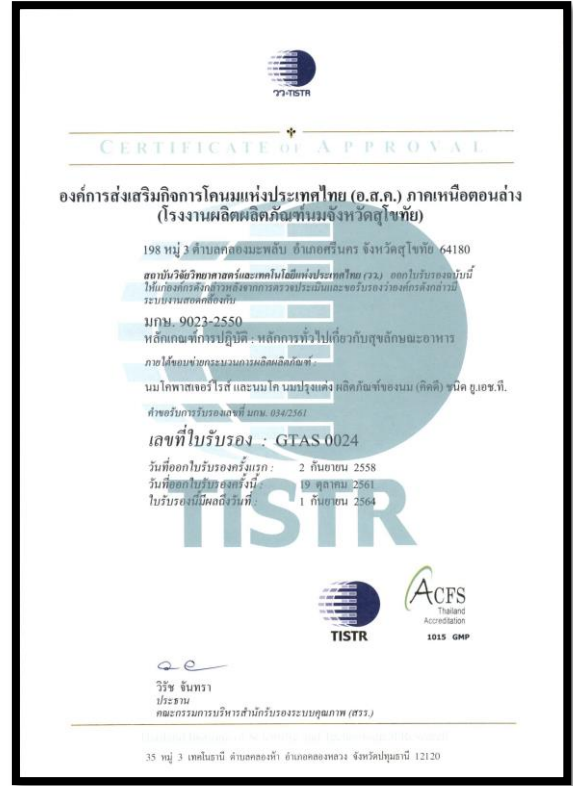 วว-TISTR
CERTIFICATE OF APPROVAL
องค์การส่งเสริมกิจการโคนมแห่งประเทศไทย (อ.ส.ค.) ภาคเหนือตอนล่าง
(โรงงานผลิตผลิตภัณฑ์นมจังหวัดสุโขทัย)
198 หมู่ 3 ตำบลคลองมะพลับ อำเภอศรีนคร จังหวัดสุโขทัย 64180
สถาบันวิจัยวิทยาศาสตร์และเทคโนโลยีแห่งประเทศไทย (วว.) ออกใบรับรองฉบับนี้
ให้แก่องค์กรดังกล่าวหลังจากการตรวจประเมินและขอรับรองว่าองค์กรดังกล่าวมี
ระบบงานสอดคล้องกับ
มกษ. 9023-2550
หลักเกณฑ์การปฏิบัติ : หลักการทั่วไปเกี่ยวกับสุขลักษณะอาหาร
ภายใต้ขอบข่ายกระบวนการผลิตผลิตภัณฑ์ :
นมโคพาสเจอร์ไรส์ และนมโค นมปรุงแต่ง ผลิตภัณฑ์ของนม (คิดดี) ชนิด ยู.เอช.ที.
คำขอรับการรับรองเลขที่ มกษ. 034/2561
เลขที่ใบรับรอง : GTAS 0024
วันที่ออกใบรับรองครั้งแรก : 2 กันยายน 2558
วันที่ออกใบรับรองครั้งนี้ : 19 ตุลาคม 2561
ใบรับรองนี้มีผลถึงวันที่ : 1 กันยายน 2564
TISTR
TISTR
ACFS
Thailand
Accreditation
1015 GMP
วิรัช จันทรา
ประธาน
คณะกรรมการบริหารสำนักรับรองระบบคุณภาพ (สรร.)
35 หมู่ 3 เทคโนธานี ตำบลคลองห้า อำเภอคลองหลวง จังหวัดปทุมธานี 12120